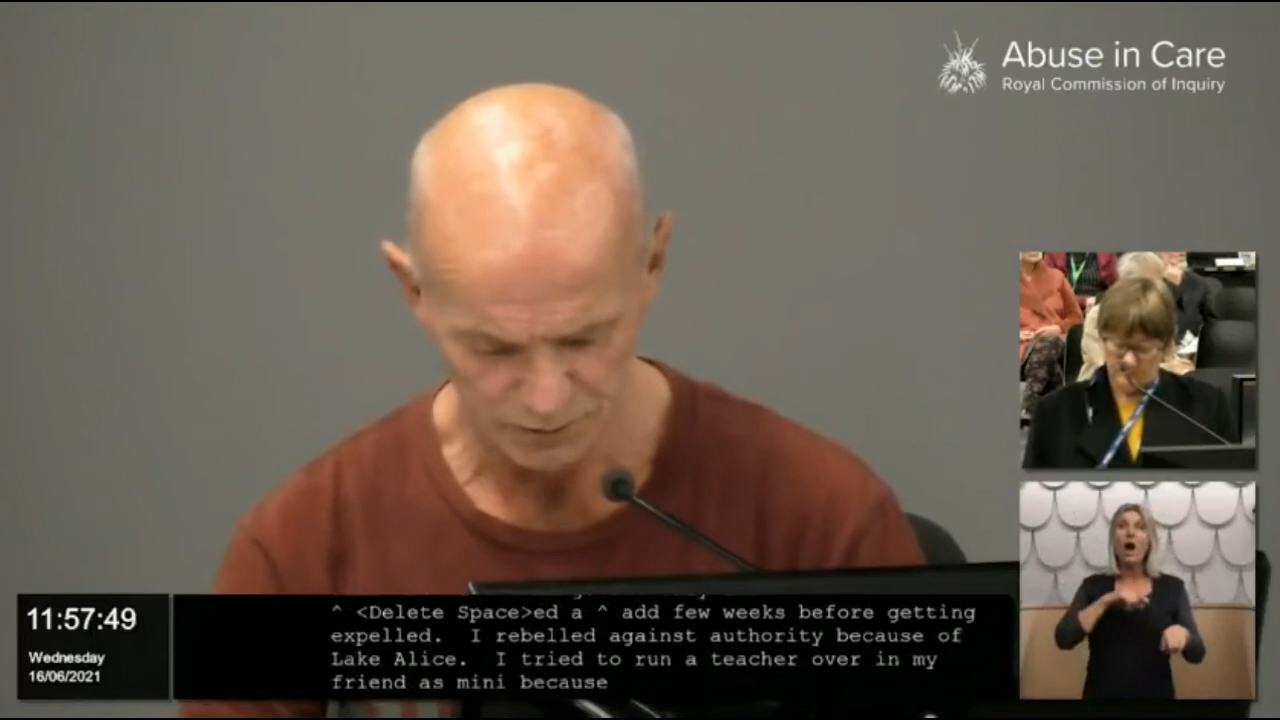 Abuse in Care
Royal Commission of Inquiry
11:57:49
Wednesday
16/06/2021
^ <Delete Space>ed a ^ add few weeks before getting
expelled.  I rebelled against authority because of
Lake Alice.  I tried to run a teacher over in my
friend as mini because